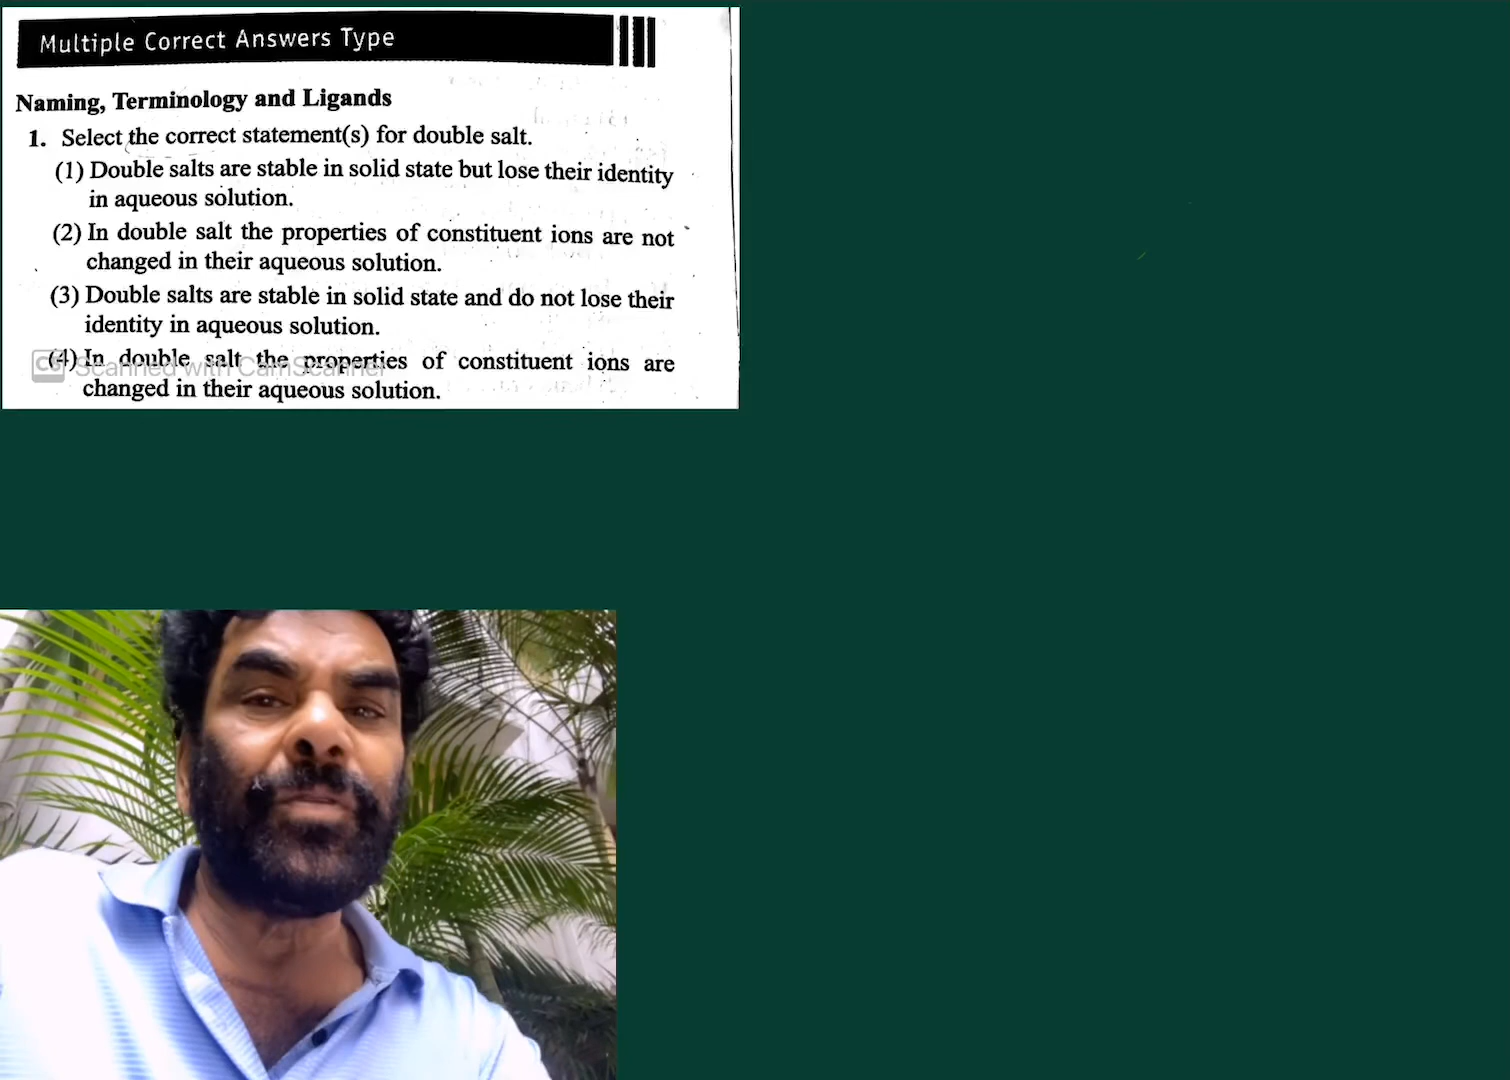 Multiple Correct Answers Type
Naming, Terminology and Ligands
1. Select the correct statement(s) for double salt.
(1) Double salts are stable in solid state but lose their identity
in aqueous solution.
(2) In double salt the properties of constituent ions are not
changed in their aqueous solution.
(3) Double salts are stable in solid state and do not lose their
identity in aqueous solution.
(4) In double salt the properties of constituent ions are
changed in their aqueous solution.
CS Scanned with CamScanner